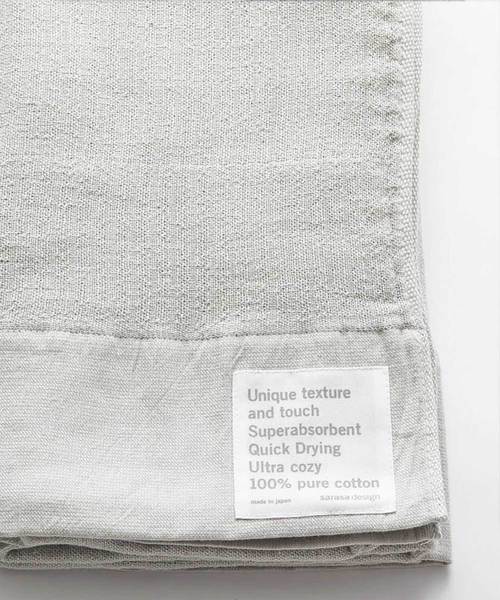 Unique texture
and touch
Superabsorbent
Quick Drying
Ultra cozy
100% pure cotton
made in japan sarasa design